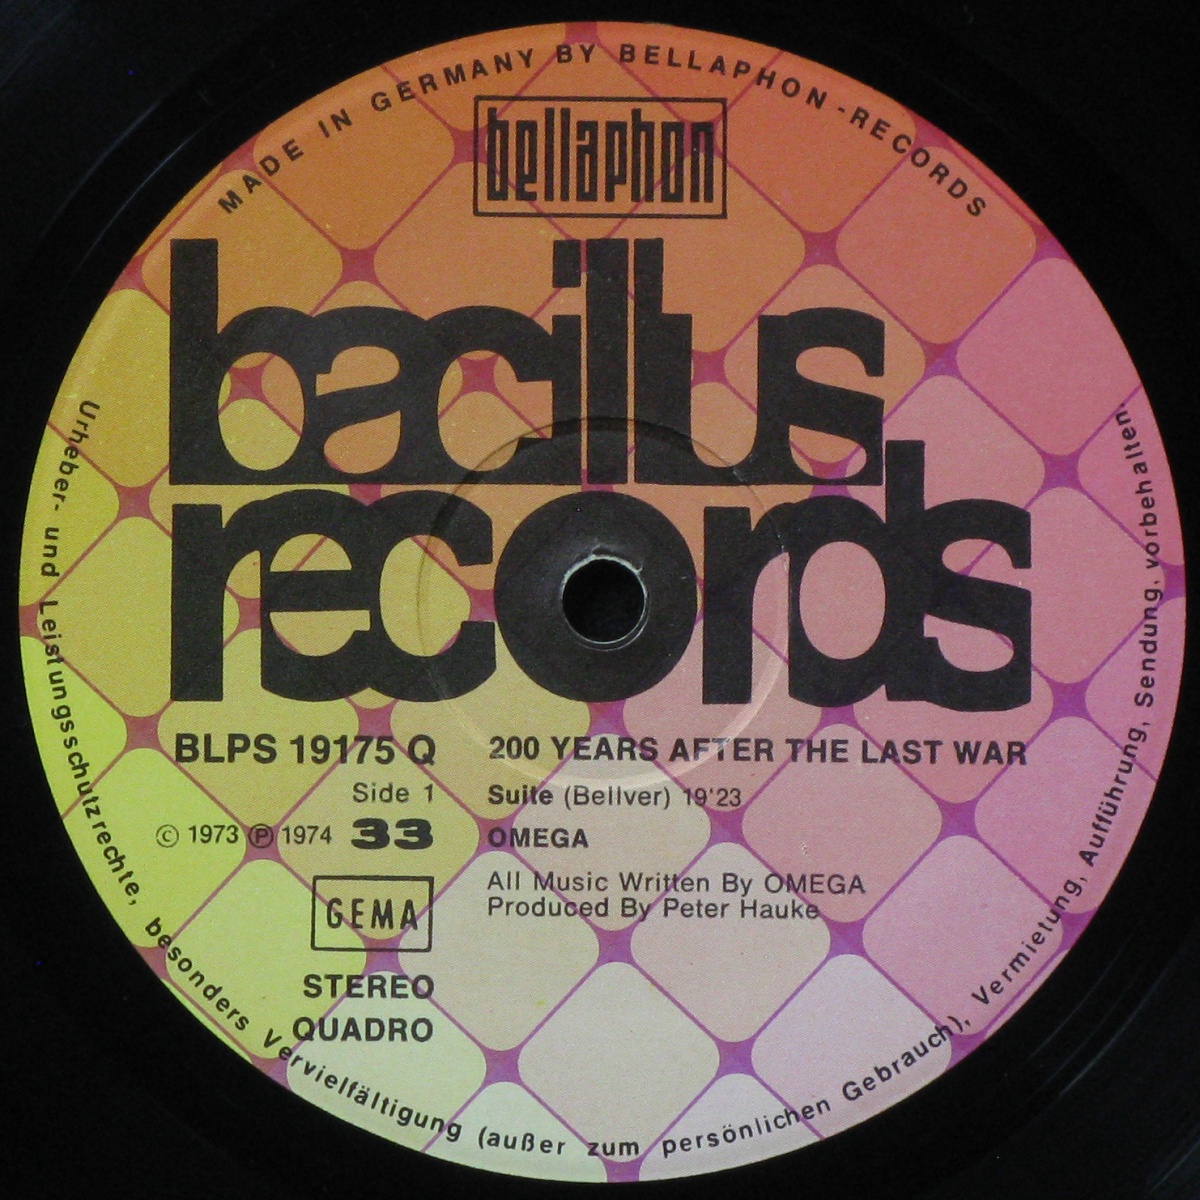 MADE IN GERMANY BY BELLAPHON-RECORDS
bellaphon
bacillus
records
BLPS 19175 Q
Side 1
© 1973 ℗ 1974 33
GEMA
STEREO
QUADRO
200 YEARS AFTER THE LAST WAR
Suite (Bellver) 19'23
OMEGA
All Music Written By OMEGA
Produced By Peter Hauke
Urheber- und Leistungsschutzrechte, besonders Vervielfältigung (außer zum persönlichen Gebrauch), Vermietung, Aufführung, Sendung, vorbehalten.